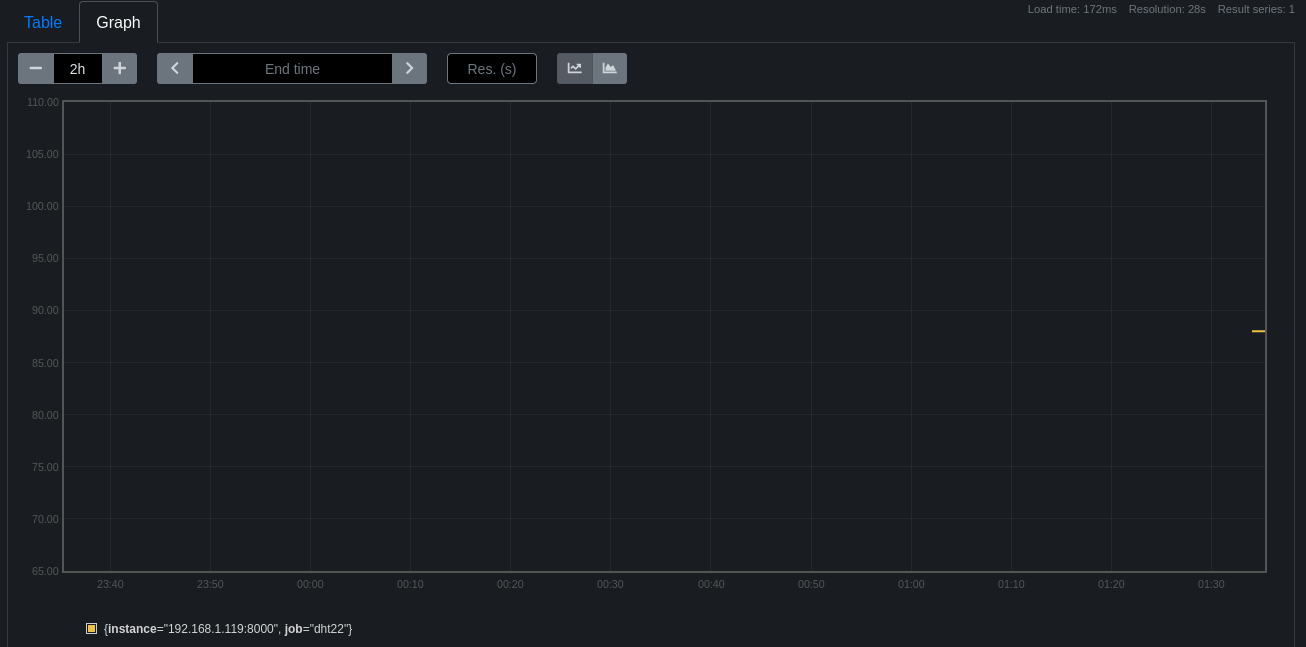 Load time: 172ms Resolution: 28s Result series: 1
Table Graph
2h End time Res. (s)
110.00
105.00
100.00
95.00
90.00
85.00
80.00
75.00
70.00
65.00
23:40 23:50 00:00 00:10 00:20 00:30 00:40 00:50 01:00 01:10 01:20 01:30
{instance="192.168.1.119:8000", job="dht22"}